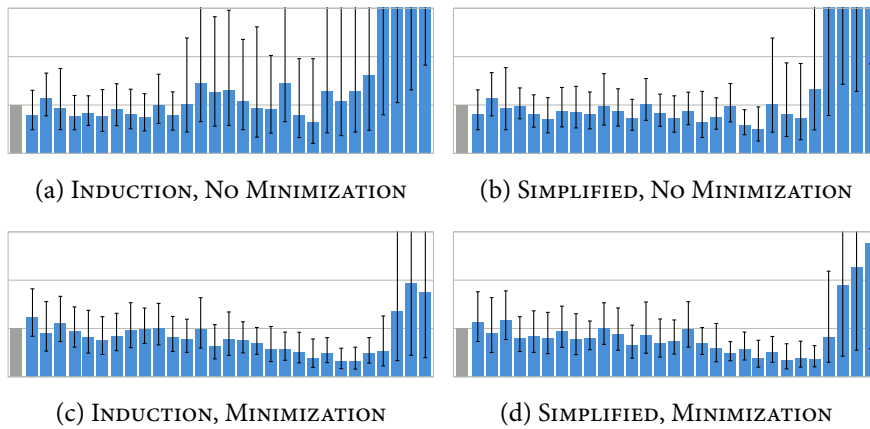 (a) Induction, No Minimization
(b) Simplified, No Minimization
(c) Induction, Minimization
(d) Simplified, Minimization